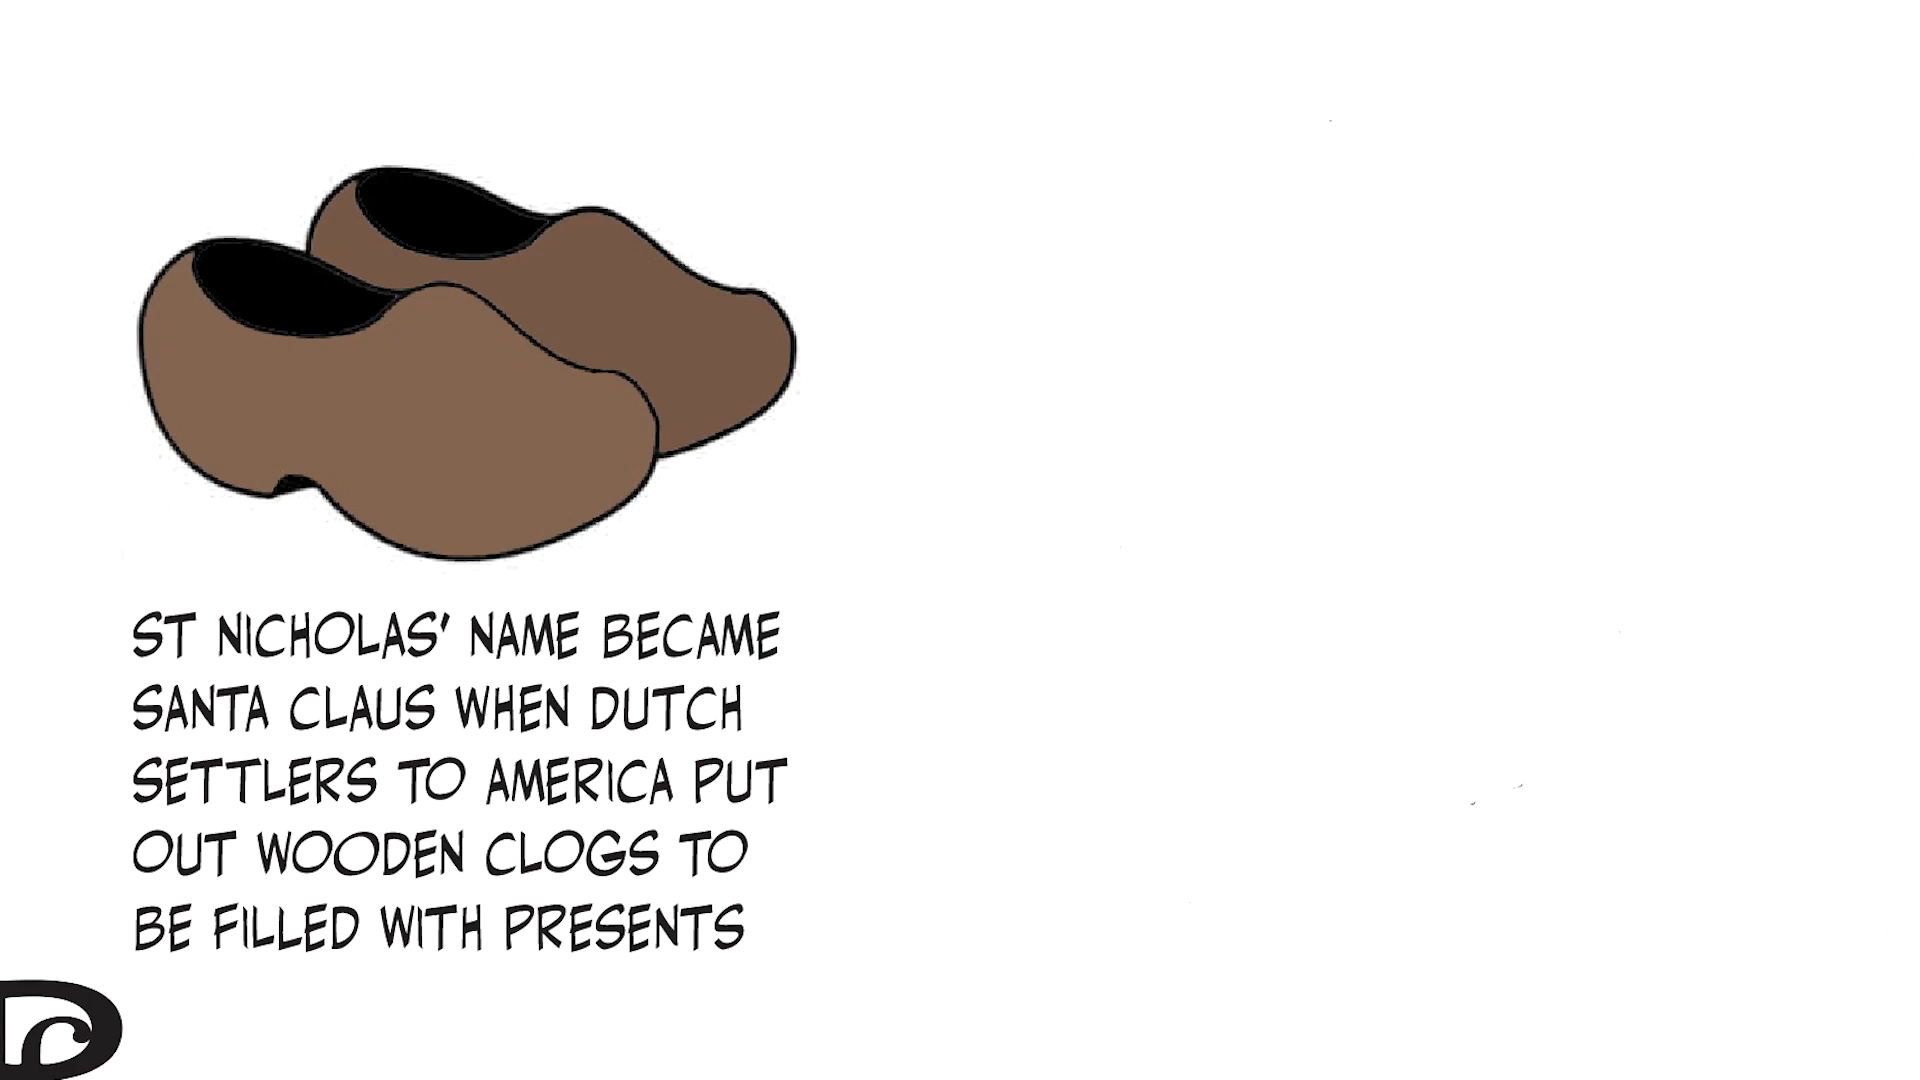 ST NICHOLAS' NAME BECAME
SANTA CLAUS WHEN DUTCH
SETTLERS TO AMERICA PUT
OUT WOODEN CLOGS TO
BE FILLED WITH PRESENTS
Dr